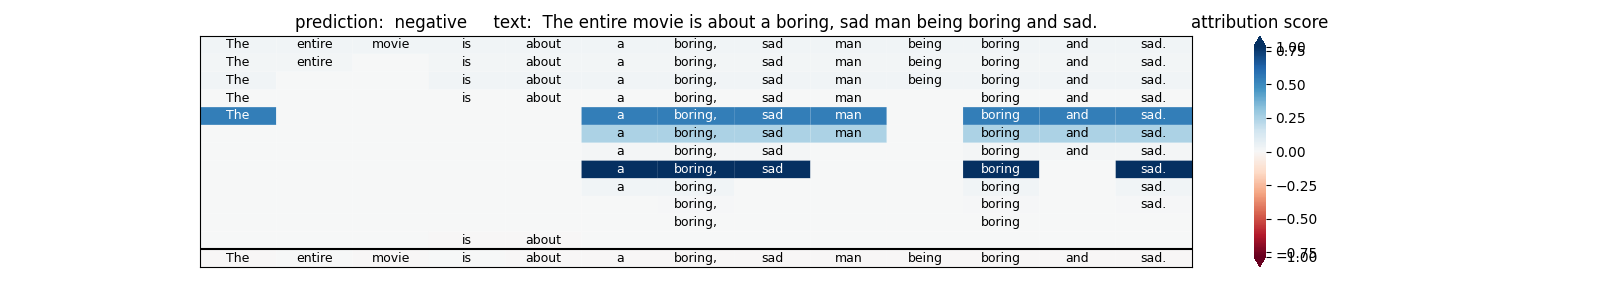 prediction:  negative     text:  The entire movie is about a boring, sad man being boring and sad.
attribution score
The entire movie is about a boring, sad man being boring and sad.
The entire is about a boring, sad man being boring and sad.
The is about a boring, sad man being boring and sad.
The is about a boring, sad man boring and sad.
The a boring, sad man boring and sad.
a boring, sad man boring and sad.
a boring, sad boring and sad.
a boring, sad boring sad.
a boring, boring sad.
boring, boring sad.
boring, boring
is about
The entire movie is about a boring, sad man being boring and sad.
1.00
0.75
0.50
0.25
0.00
−0.25
−0.50
−0.75
−1.00